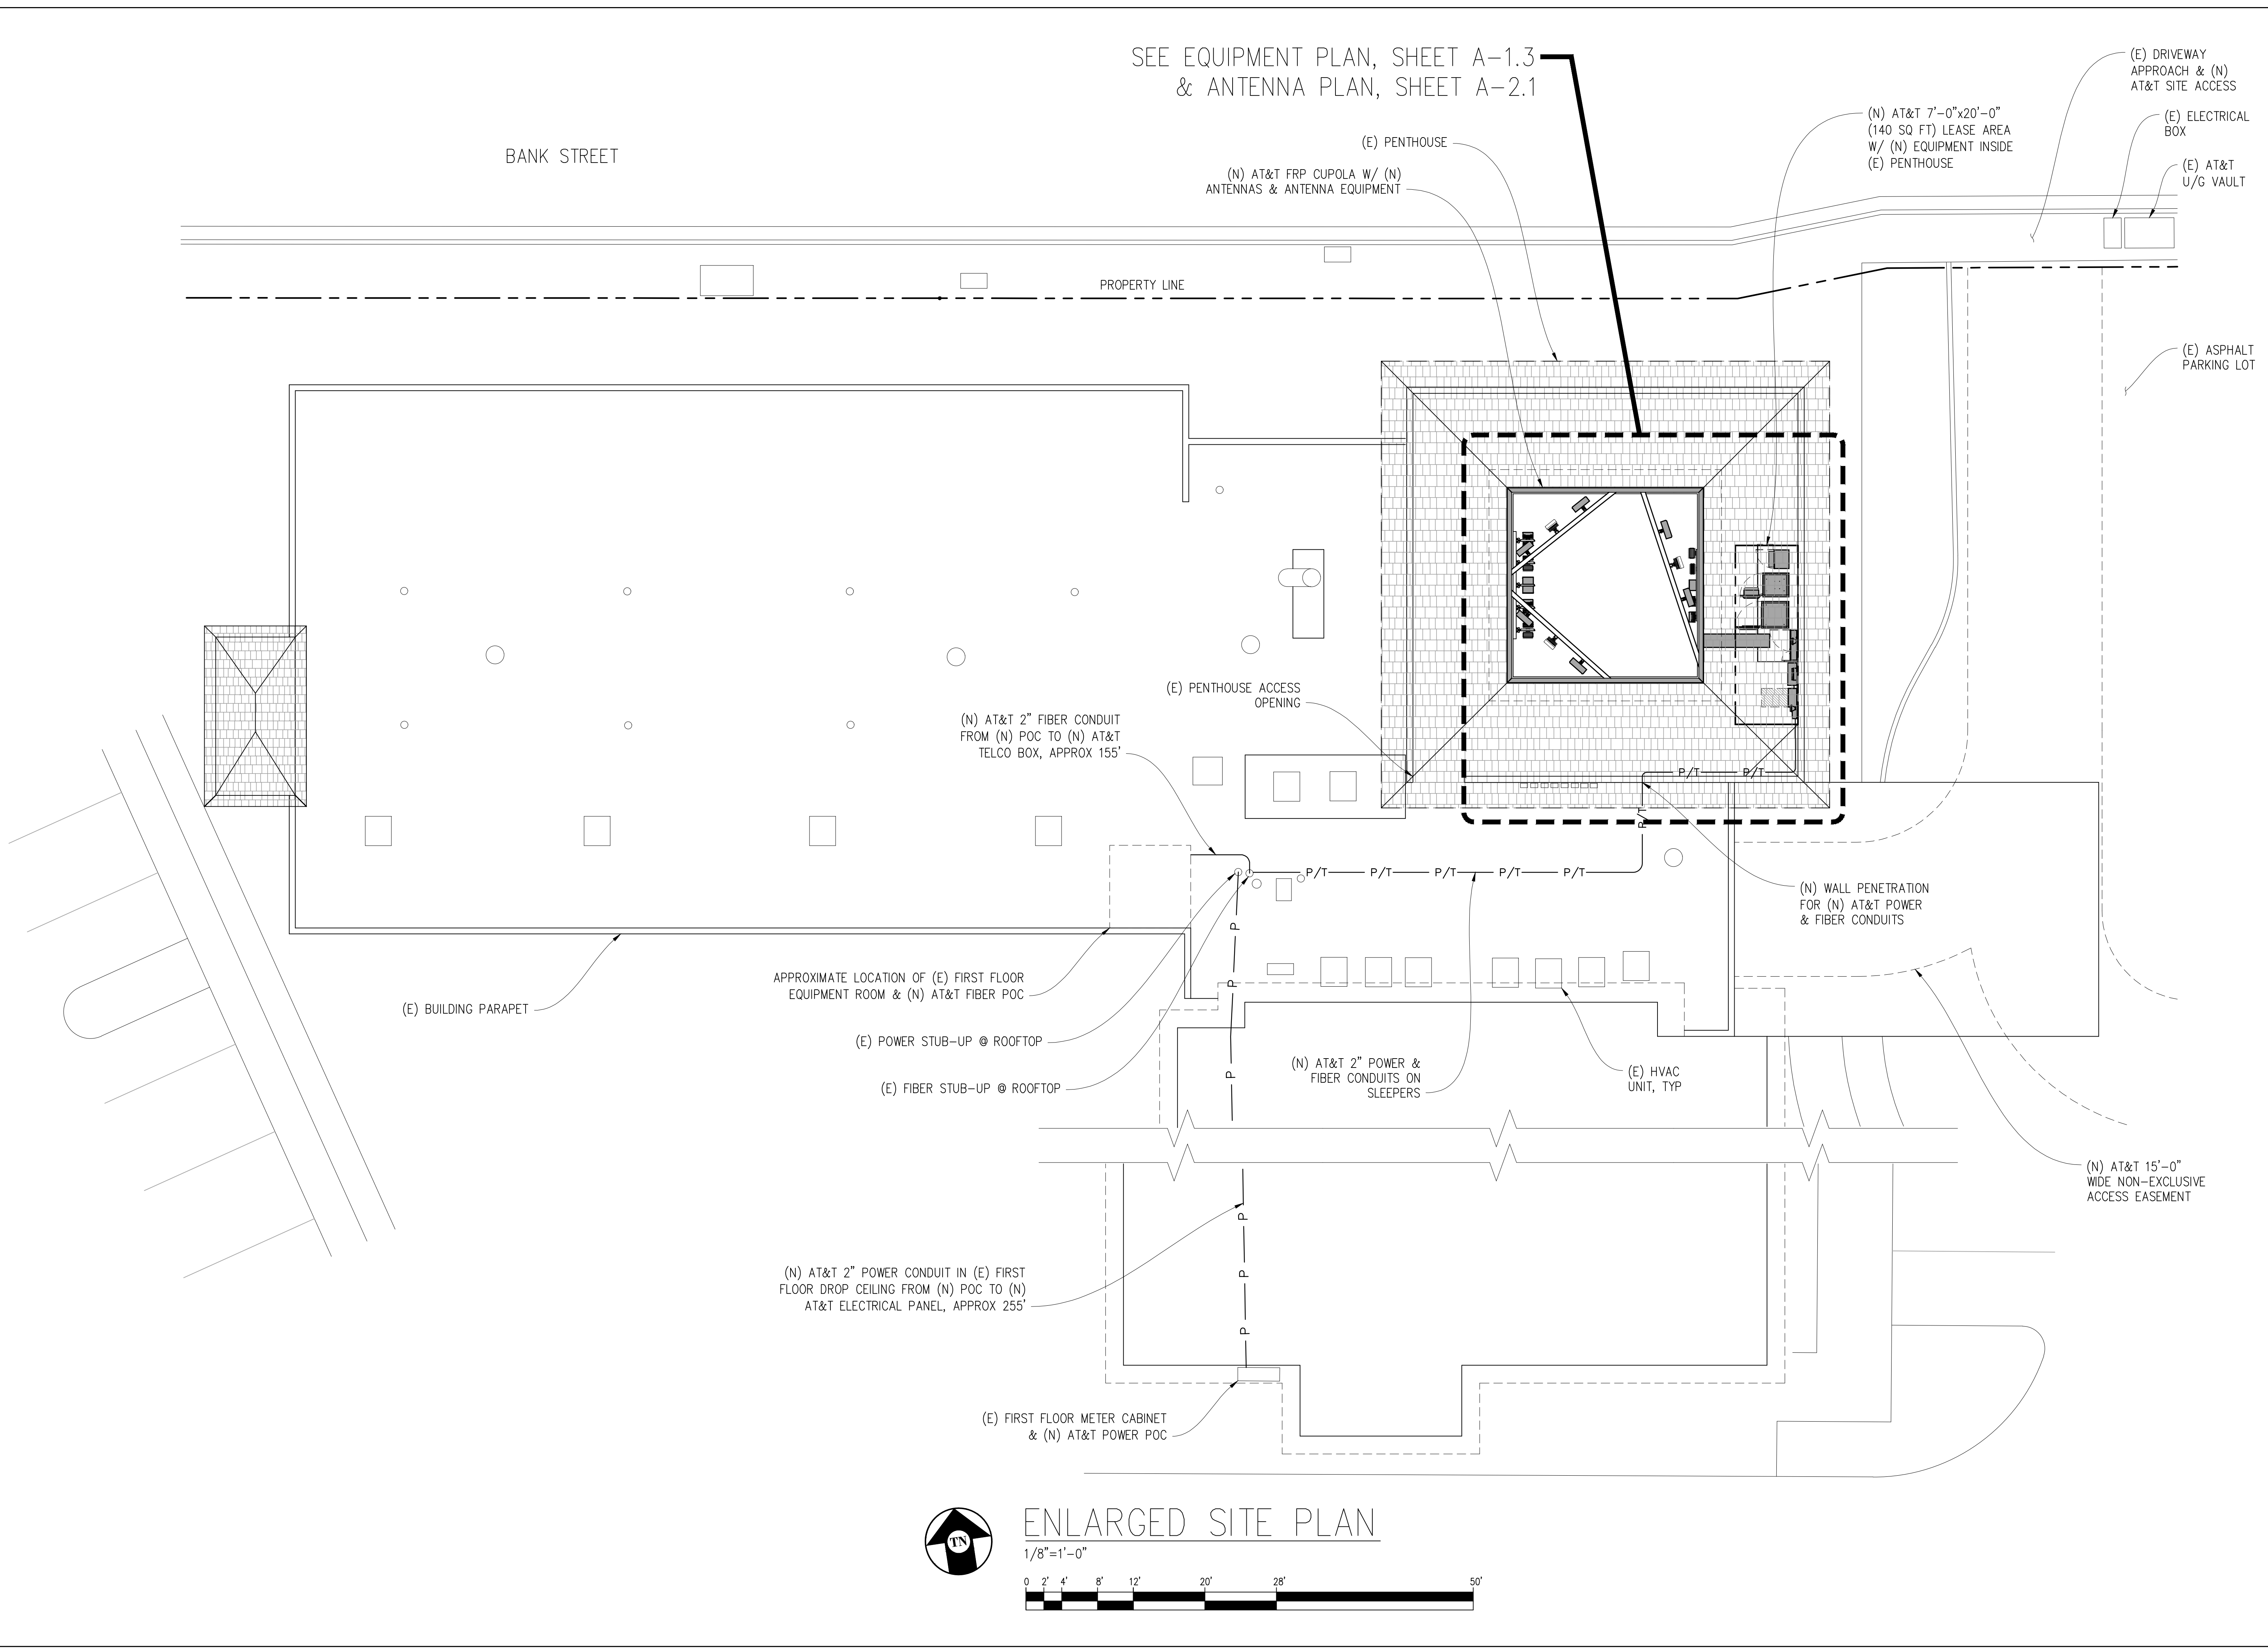 SEE EQUIPMENT PLAN, SHEET A-1.3
& ANTENNA PLAN, SHEET A-2.1
(E) DRIVEWAY
APPROACH & (N)
AT&T SITE ACCESS
(E) ELECTRICAL
BOX
(E) AT&T
U/G VAULT
(N) AT&T 7'-0"x20'-0"
(140 SQ FT) LEASE AREA
W/ (N) EQUIPMENT INSIDE
(E) PENTHOUSE
(E) PENTHOUSE
(N) AT&T FRP CUPOLA W/ (N)
ANTENNAS & ANTENNA EQUIPMENT
BANK STREET
PROPERTY LINE
(E) ASPHALT
PARKING LOT
(E) PENTHOUSE ACCESS
OPENING
(N) AT&T 2" FIBER CONDUIT
FROM (N) POC TO (N) AT&T
TELCO BOX, APPROX 155'
P/T P/T
P/T
P/T P/T P/T P/T P/T
(N) WALL PENETRATION
FOR (N) AT&T POWER
& FIBER CONDUITS
P
P
P
APPROXIMATE LOCATION OF (E) FIRST FLOOR
EQUIPMENT ROOM & (N) AT&T FIBER POC
(E) BUILDING PARAPET
(E) POWER STUB-UP @ ROOFTOP
(E) FIBER STUB-UP @ ROOFTOP
(N) AT&T 2" POWER &
FIBER CONDUITS ON
SLEEPERS
(E) HVAC
UNIT, TYP
(N) AT&T 15'-0"
WIDE NON-EXCLUSIVE
ACCESS EASEMENT
P
P
P
(N) AT&T 2" POWER CONDUIT IN (E) FIRST
FLOOR DROP CEILING FROM (N) POC TO (N)
AT&T ELECTRICAL PANEL, APPROX 255'
(E) FIRST FLOOR METER CABINET
& (N) AT&T POWER POC
TN
ENLARGED SITE PLAN
1/8"=1'-0"
0 2' 4' 8' 12' 20' 28' 50'